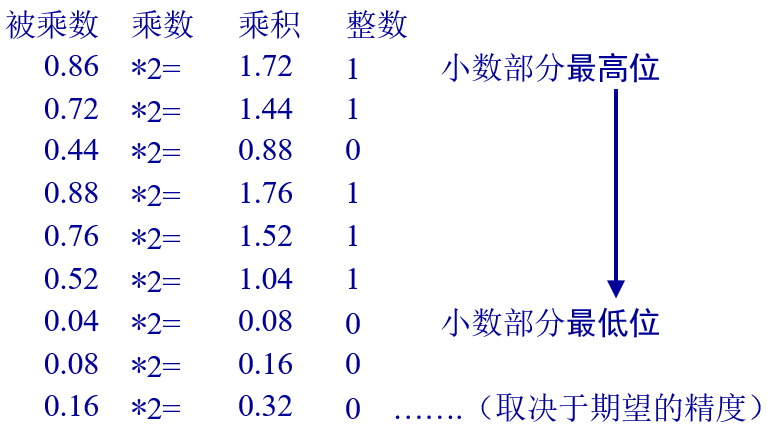 被乘数 乘数 乘积 整数
0.86 *2= 1.72 1 小数部分最高位
0.72 *2= 1.44 1
0.44 *2= 0.88 0
0.88 *2= 1.76 1
0.76 *2= 1.52 1
0.52 *2= 1.04 1
0.04 *2= 0.08 0 小数部分最低位
0.08 *2= 0.16 0
0.16 *2= 0.32 0 …….（取决于期望的精度）